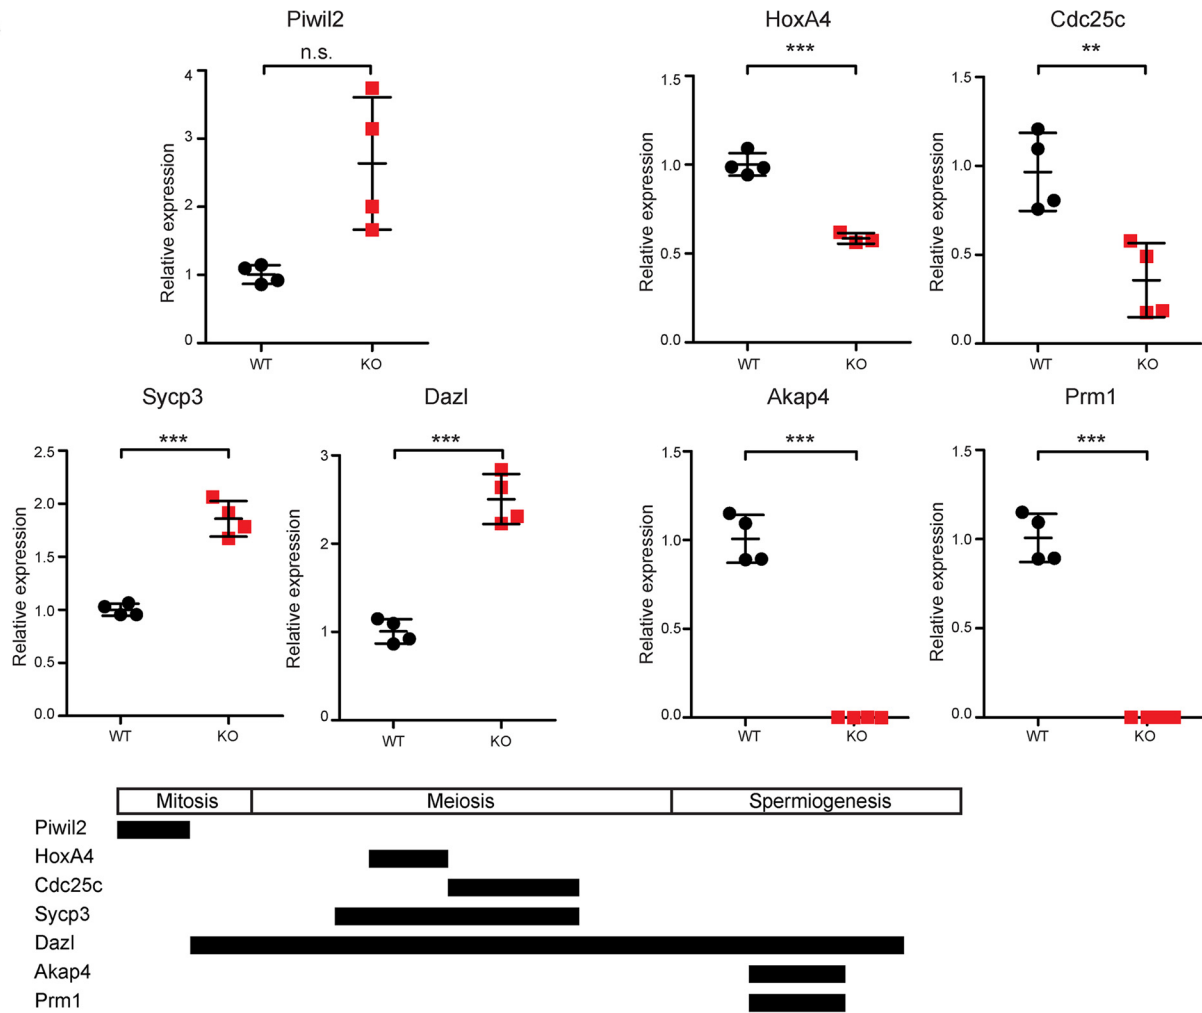 Piwil2
n.s.
Relative expression
4
3
2
1
0
WT
KO
HoxA4
***
Relative expression
1.5
1.0
0.5
0.0
WT
KO
Cdc25c
**
Relative expression
1.5
1.0
0.5
0.0
WT
KO
Sycp3
***
Relative expression
2.5
2.0
1.5
1.0
0.5
0.0
WT
KO
Dazl
***
Relative expression
3
2
1
0
WT
KO
Akap4
***
Relative expression
1.5
1.0
0.5
0.0
WT
KO
Prm1
***
Relative expression
1.5
1.0
0.5
0.0
WT
KO
Mitosis
Meiosis
Spermiogenesis
Piwil2
HoxA4
Cdc25c
Sycp3
Dazl
Akap4
Prm1